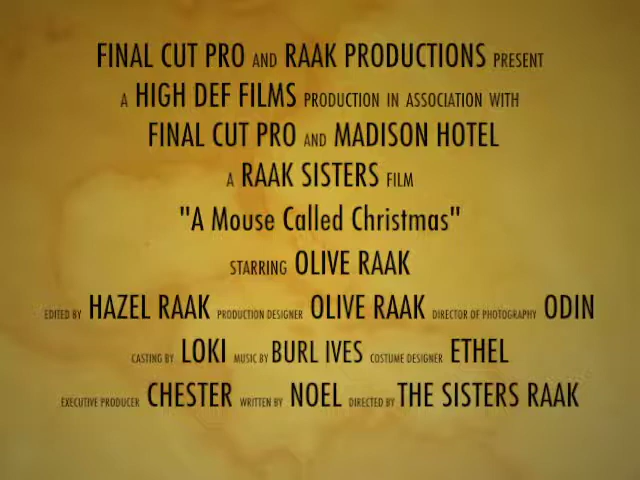 FINAL CUT PRO AND RAAK PRODUCTIONS PRESENT
A HIGH DEF FILMS PRODUCTION IN ASSOCIATION WITH
FINAL CUT PRO AND MADISON HOTEL
A RAAK SISTERS FILM
"A Mouse Called Christmas"
STARRING OLIVE RAAK
EDITED BY HAZEL RAAK PRODUCTION DESIGNER OLIVE RAAK DIRECTOR OF PHOTOGRAPHY ODIN
CASTING BY LOKI MUSIC BY BURL IVES COSTUME DESIGNER ETHEL
EXECUTIVE PRODUCER CHESTER WRITTEN BY NOEL DIRECTED BY THE SISTERS RAAK